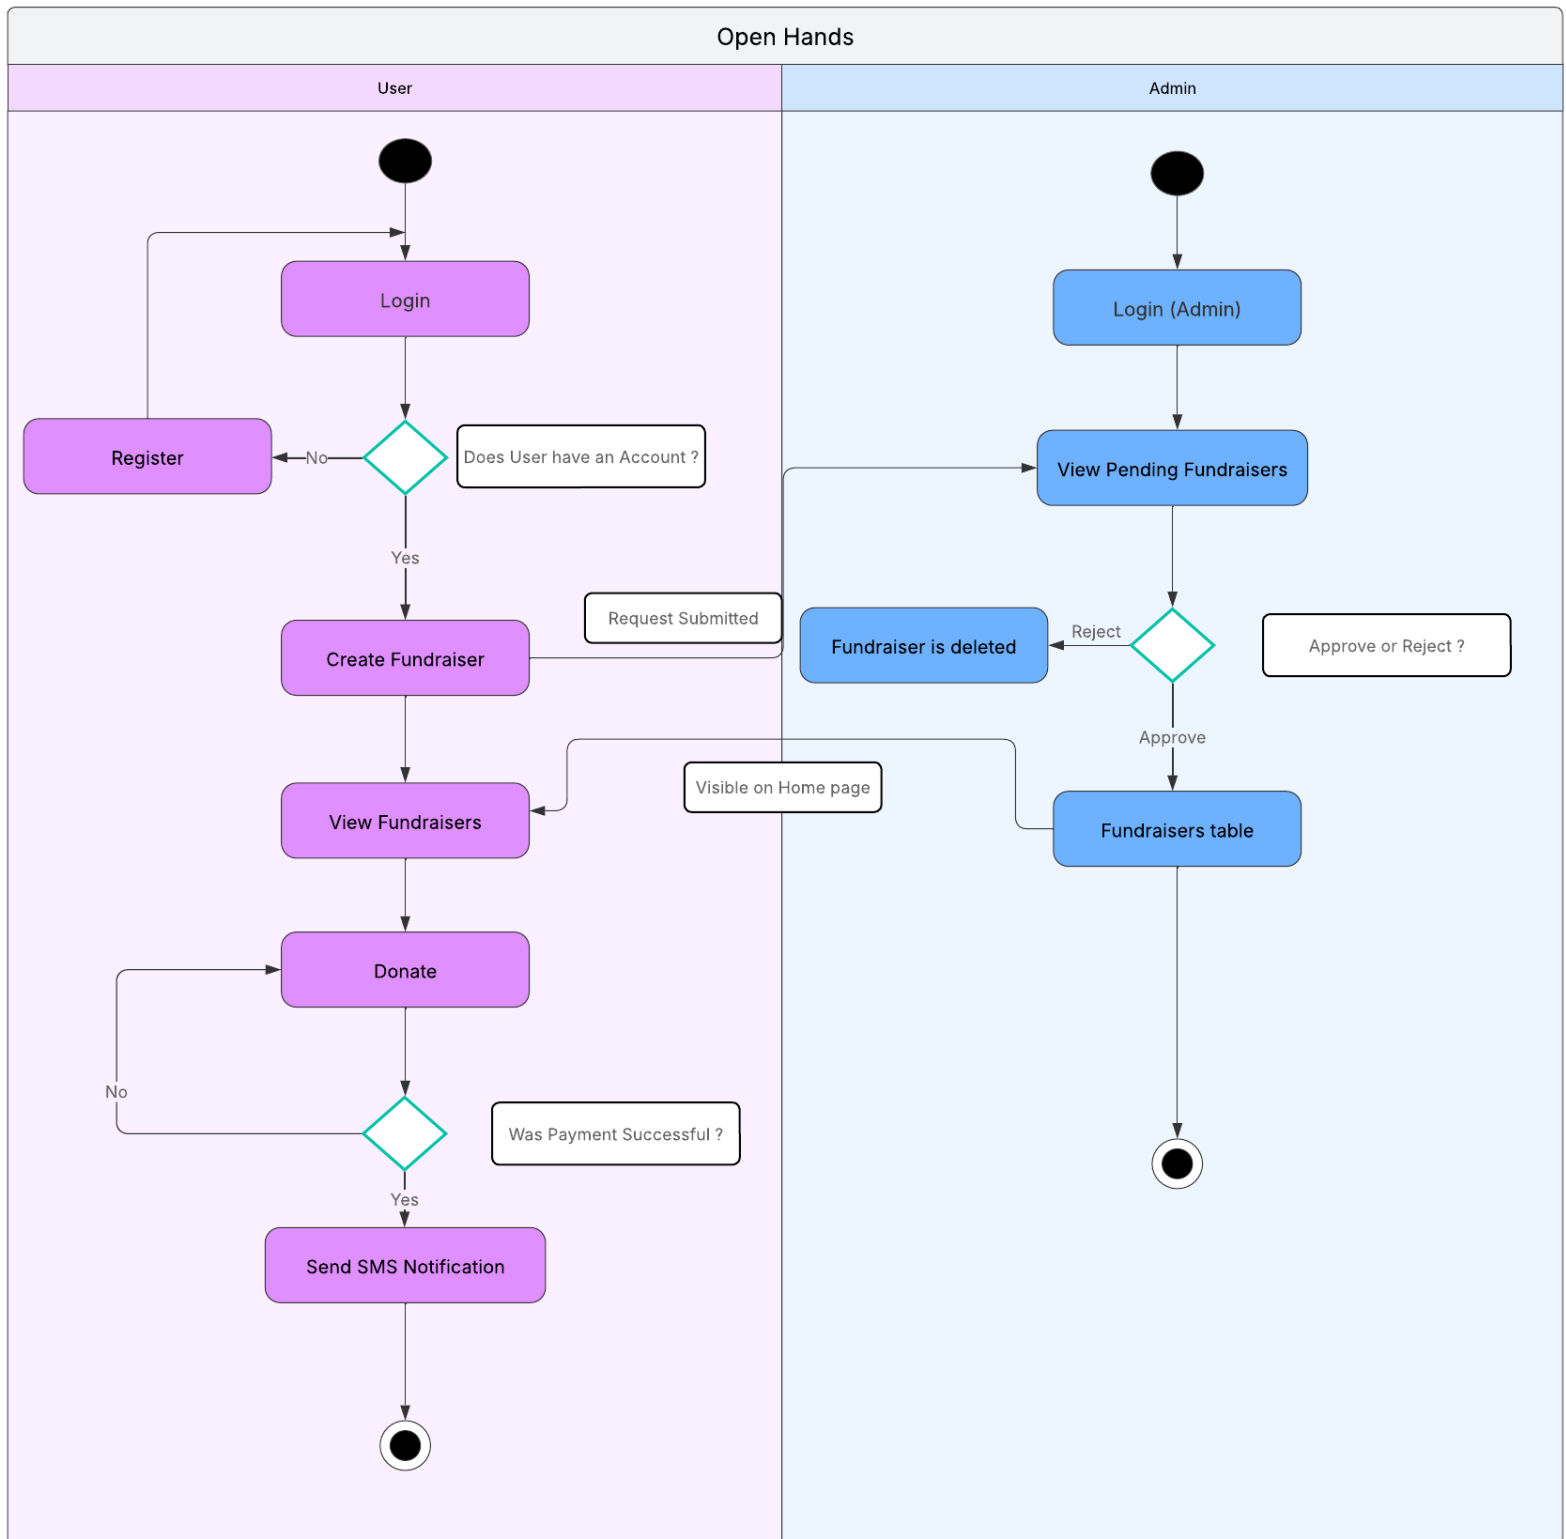 Open Hands
User
Admin
Login
Login (Admin)
Register
No
Does User have an Account ?
View Pending Fundraisers
Yes
Request Submitted
Create Fundraiser
Fundraiser is deleted
Reject
Approve or Reject ?
Approve
Visible on Home page
View Fundraisers
Fundraisers table
Donate
No
Was Payment Successful ?
Yes
Send SMS Notification